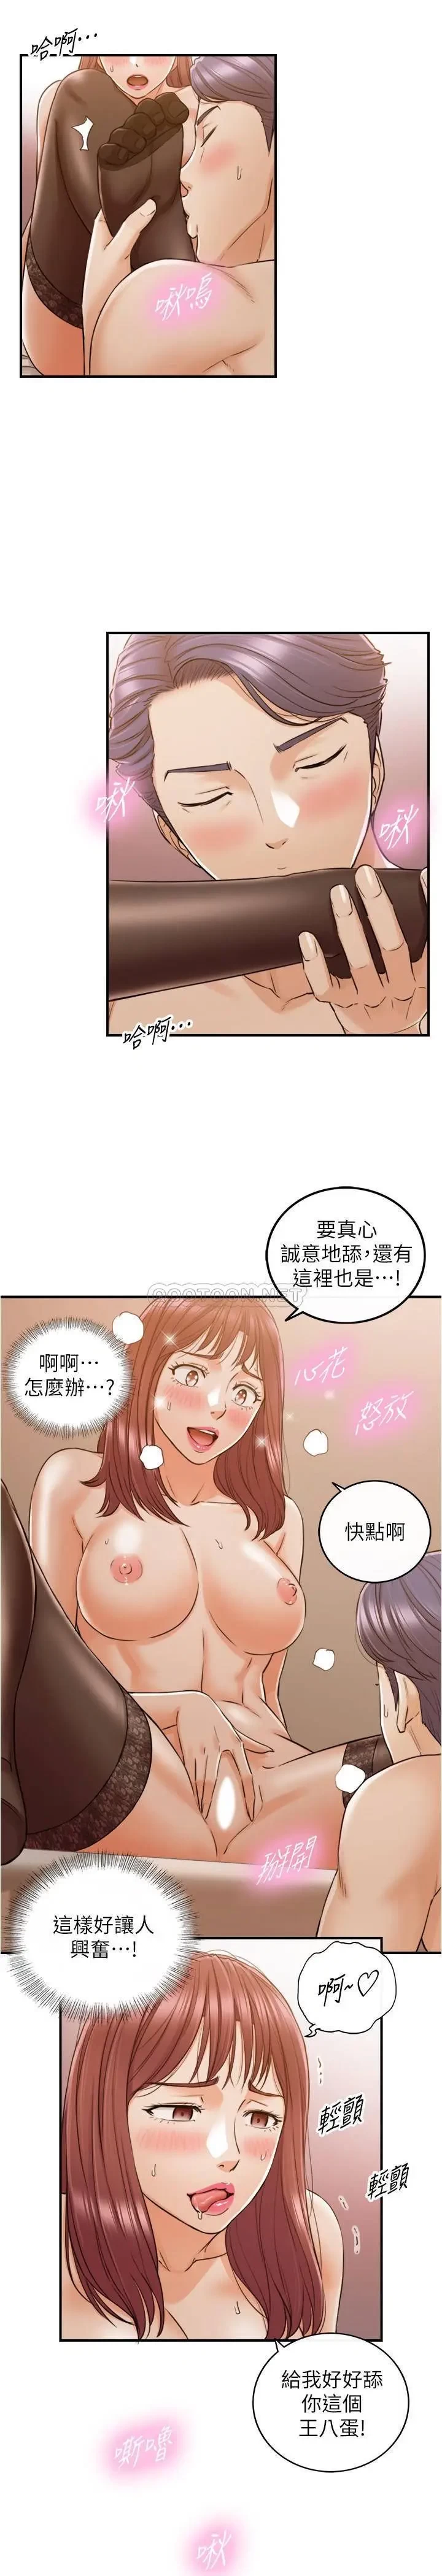 哈啊…
啾嗚
啾
啾
哈啊…
要真心
誠意地舔，還有
這裡也是…!
啊啊…
怎麼辦…?
心花
怒放
快點啊
掰開
這樣好讓人
興奮…!
啊~♡
輕顫
輕顫
給我好好舔
你這個
王八蛋!
嘶嚕
啾